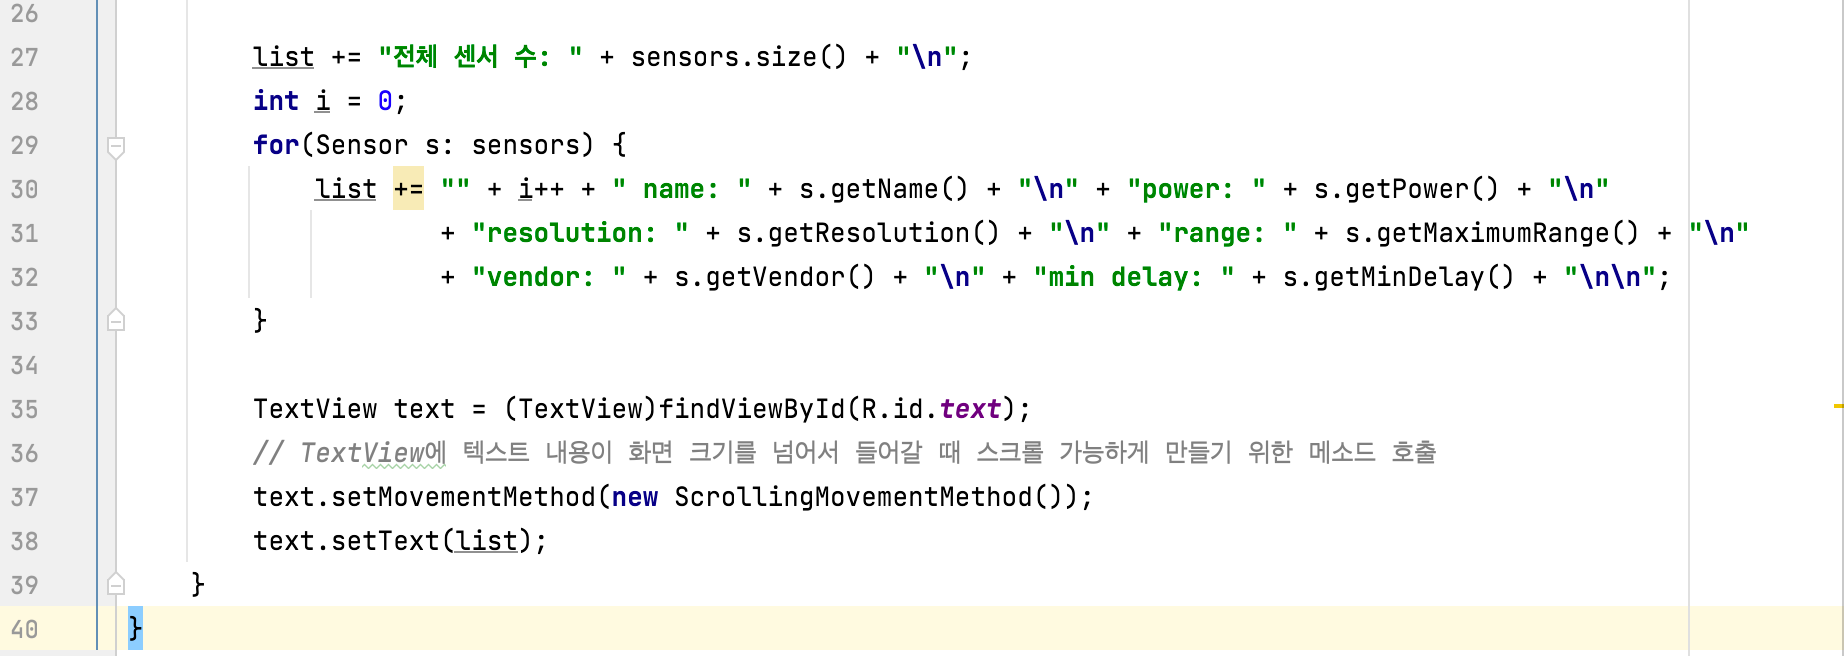 26
27 list += "전체 센서 수: " + sensors.size() + "\n";
28 int i = 0;
29 for(Sensor s: sensors) {
30 list += "" + i++ + " name: " + s.getName() + "\n" + "power: " + s.getPower() + "\n"
31 + "resolution: " + s.getResolution() + "\n" + "range: " + s.getMaximumRange() + "\n"
32 + "vendor: " + s.getVendor() + "\n" + "min delay: " + s.getMinDelay() + "\n\n";
33 }
34
35 TextView text = (TextView)findViewById(R.id.text);
36 // TextView에 텍스트 내용이 화면 크기를 넘어서 들어갈 때 스크롤 가능하게 만들기 위한 메소드 호출
37 text.setMovementMethod(new ScrollingMovementMethod());
38 text.setText(list);
39 }
40 }